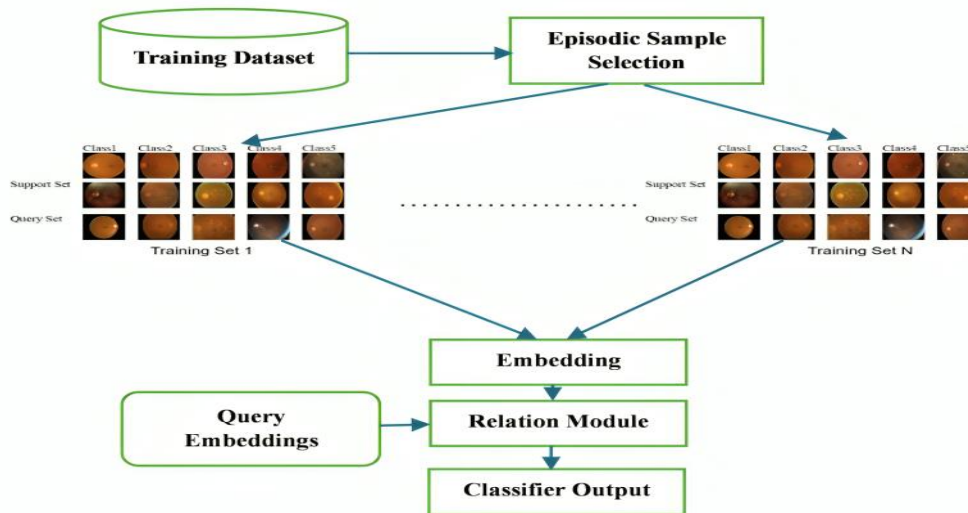 Training Dataset
Episodic Sample
Selection
Class1 Class2 Class3 Class4 Class5
Support Set
Query Set
Training Set 1
Class1 Class2 Class3 Class4 Class5
Support Set
Query Set
Training Set N
Embedding
Query
Embeddings
Relation Module
Classifier Output